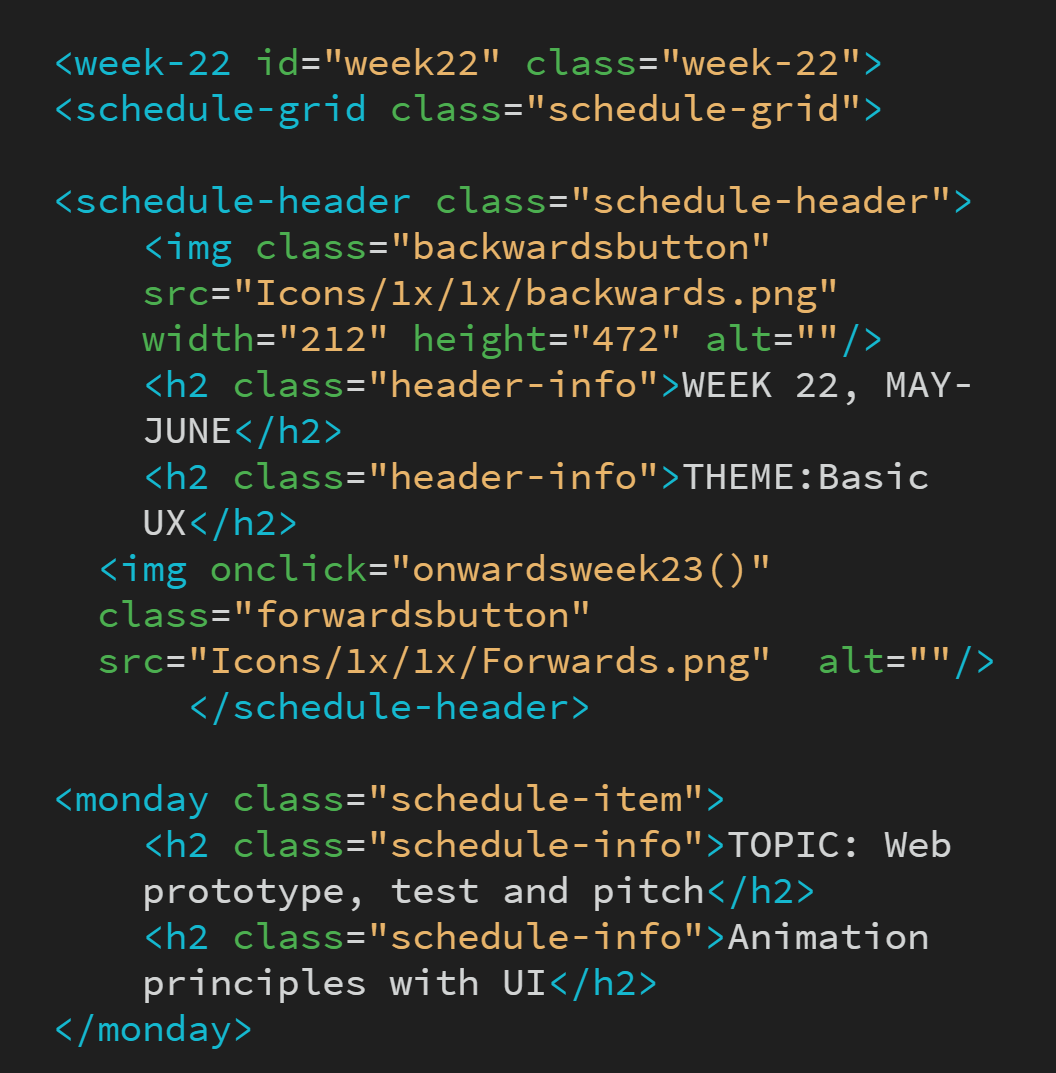 <week-22 id="week22" class="week-22">
<schedule-grid class="schedule-grid">
<schedule-header class="schedule-header">
<img class="backwardsbutton"
src="Icons/1x/1x/backwards.png"
width="212" height="472" alt=""/>
<h2 class="header-info">WEEK 22, MAY-
JUNE</h2>
<h2 class="header-info">THEME:Basic
UX</h2>
<img onclick="onwardsweek23()"
class="forwardsbutton"
src="Icons/1x/1x/Forwards.png"  alt=""/>
</schedule-header>
<monday class="schedule-item">
<h2 class="schedule-info">TOPIC: Web
prototype, test and pitch</h2>
<h2 class="schedule-info">Animation
principles with UI</h2>
</monday>